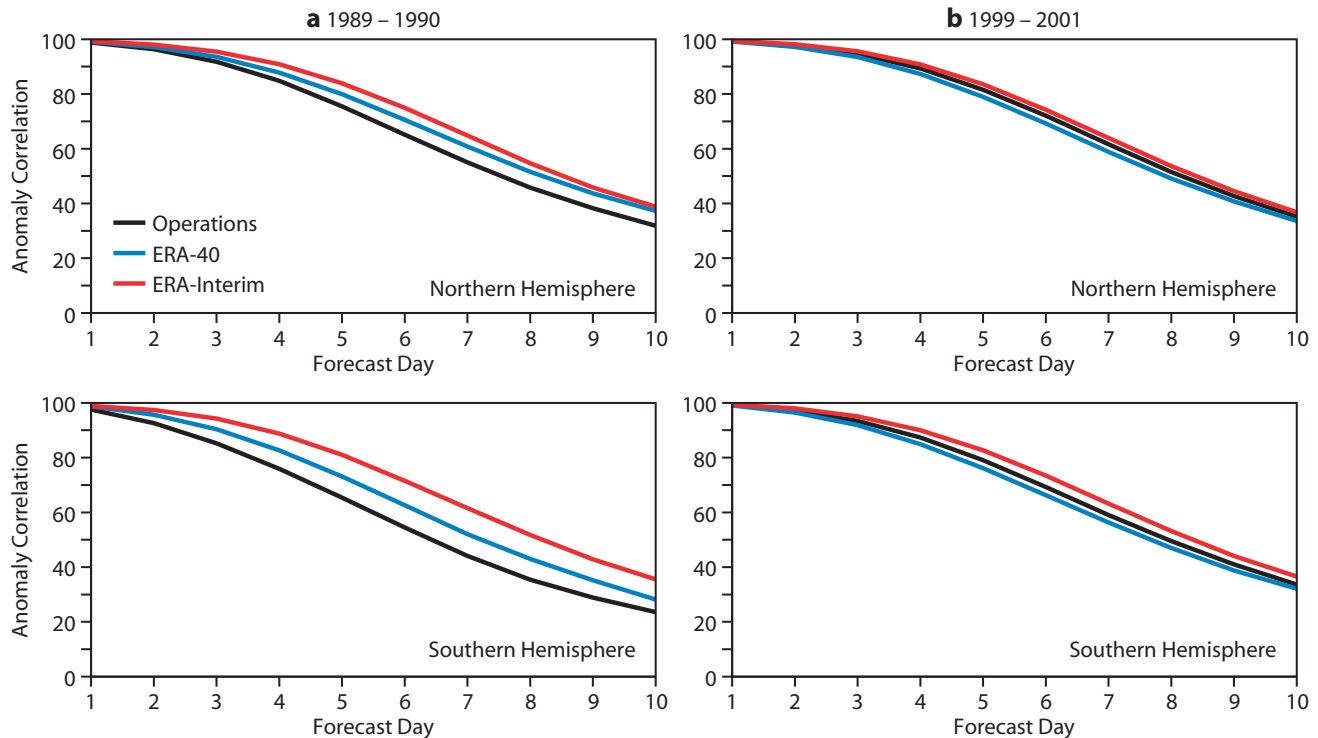 a 1989 – 1990
100
80
60
40
20
0
Anomaly Correlation
Operations
ERA-40
ERA-Interim
Northern Hemisphere
1 2 3 4 5 6 7 8 9 10
Forecast Day
b 1999 – 2001
100
80
60
40
20
0
Anomaly Correlation
Northern Hemisphere
1 2 3 4 5 6 7 8 9 10
Forecast Day
100
80
60
40
20
0
Anomaly Correlation
Southern Hemisphere
1 2 3 4 5 6 7 8 9 10
Forecast Day
100
80
60
40
20
0
Anomaly Correlation
Southern Hemisphere
1 2 3 4 5 6 7 8 9 10
Forecast Day